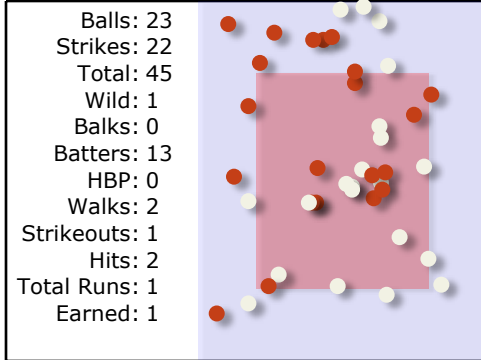 Balls: 23
Strikes: 22
Total: 45
Wild: 1
Balks: 0
Batters: 13
HBP: 0
Walks: 2
Strikeouts: 1
Hits: 2
Total Runs: 1
Earned: 1